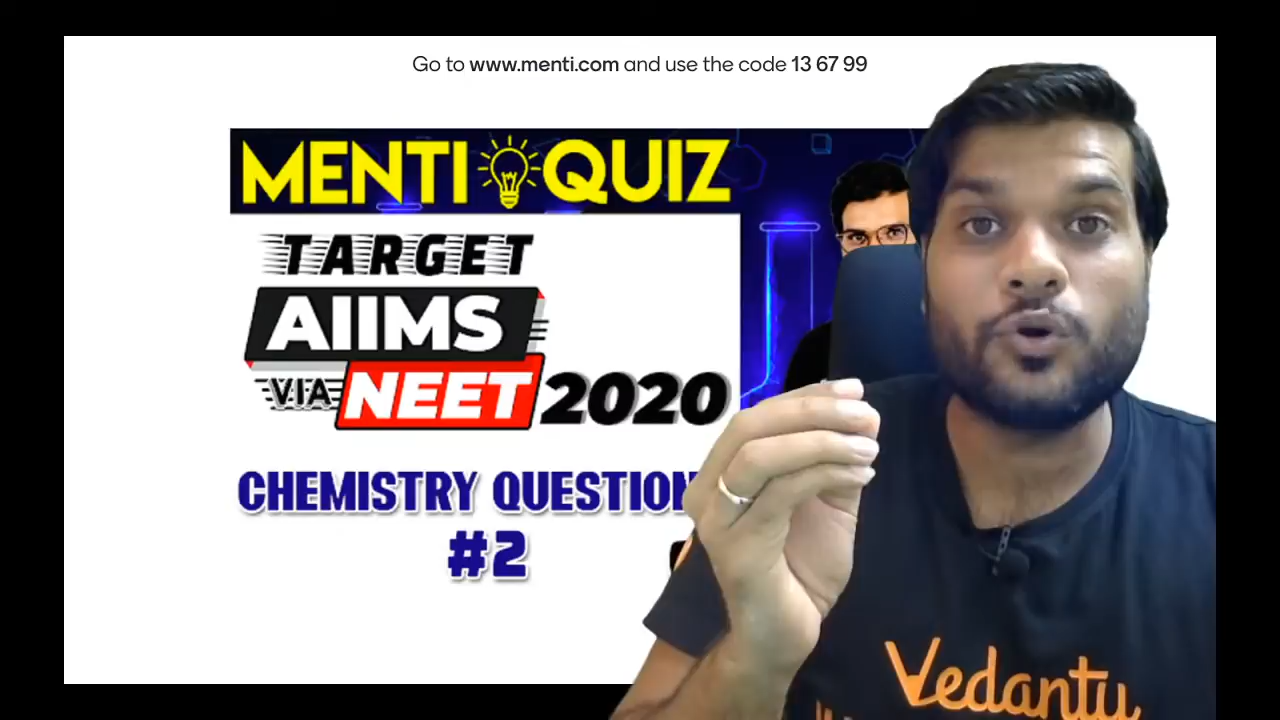 Go to www.menti.com and use the code 13 67 99
MENTI QUIZ
TARGET
AIIMS
VIA NEET 2020
CHEMISTRY QUESTION
#2
Vedantu